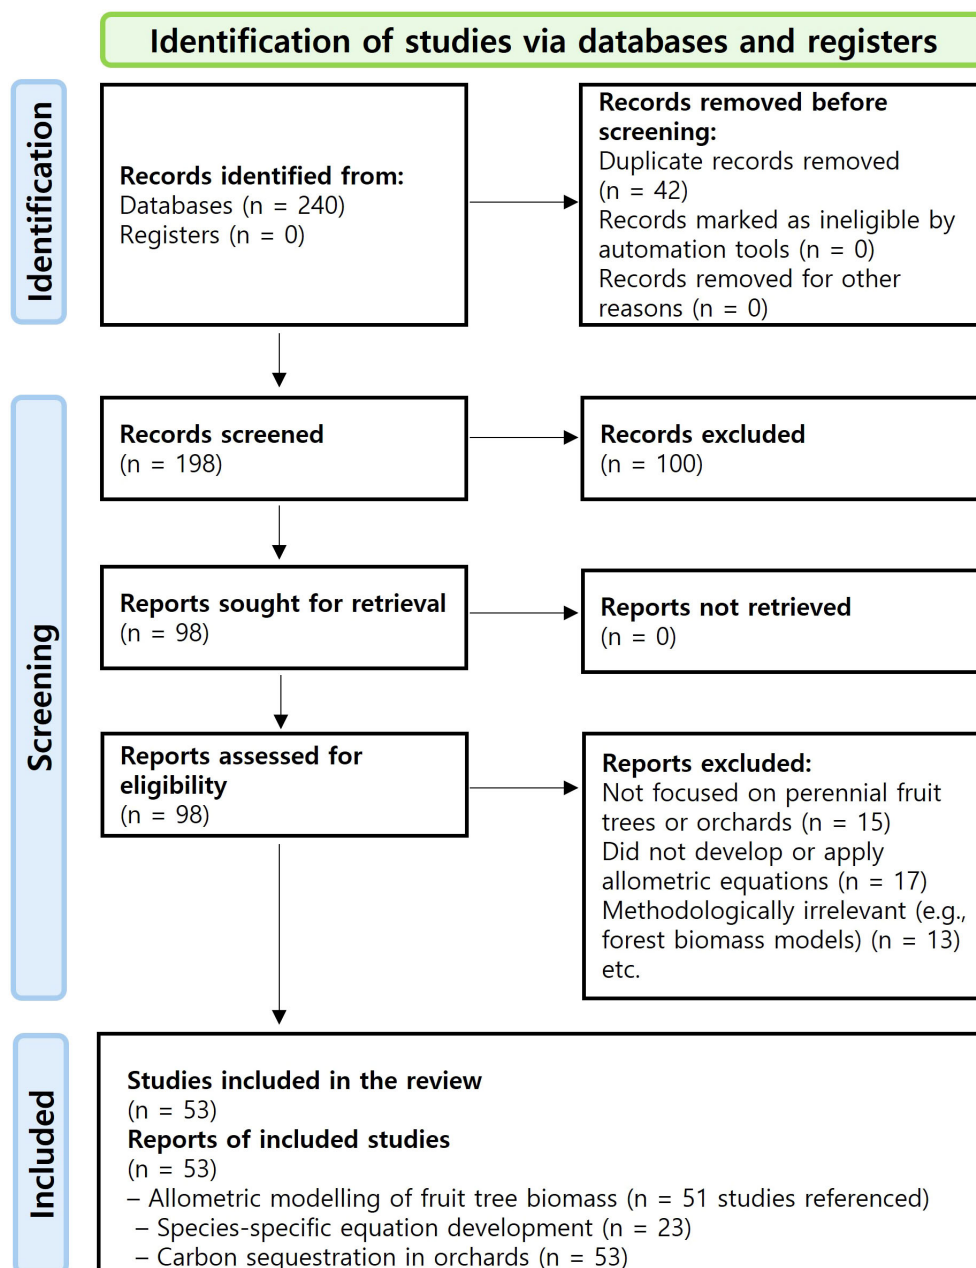 Identification of studies via databases and registers
Identification
Records identified from:
Databases (n = 240)
Registers (n = 0)
Records removed before
screening:
Duplicate records removed
(n = 42)
Records marked as ineligible by
automation tools (n = 0)
Records removed for other
reasons (n = 0)
Screening
Records screened
(n = 198)
Records excluded
(n = 100)
Reports sought for retrieval
(n = 98)
Reports not retrieved
(n = 0)
Reports assessed for
eligibility
(n = 98)
Reports excluded:
Not focused on perennial fruit
trees or orchards (n = 15)
Did not develop or apply
allometric equations (n = 17)
Methodologically irrelevant (e.g.,
forest biomass models) (n = 13)
etc.
Included
Studies included in the review
(n = 53)
Reports of included studies
(n = 53)
– Allometric modelling of fruit tree biomass (n = 51 studies referenced)
– Species-specific equation development (n = 23)
– Carbon sequestration in orchards (n = 53)